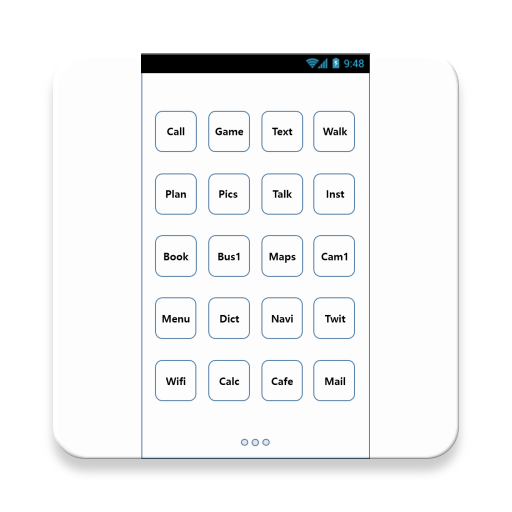 9:48
Call Game Text Walk
Plan Pics Talk Inst
Book Bus1 Maps Cam1
Menu Dict Navi Twit
Wifi Calc Cafe Mail